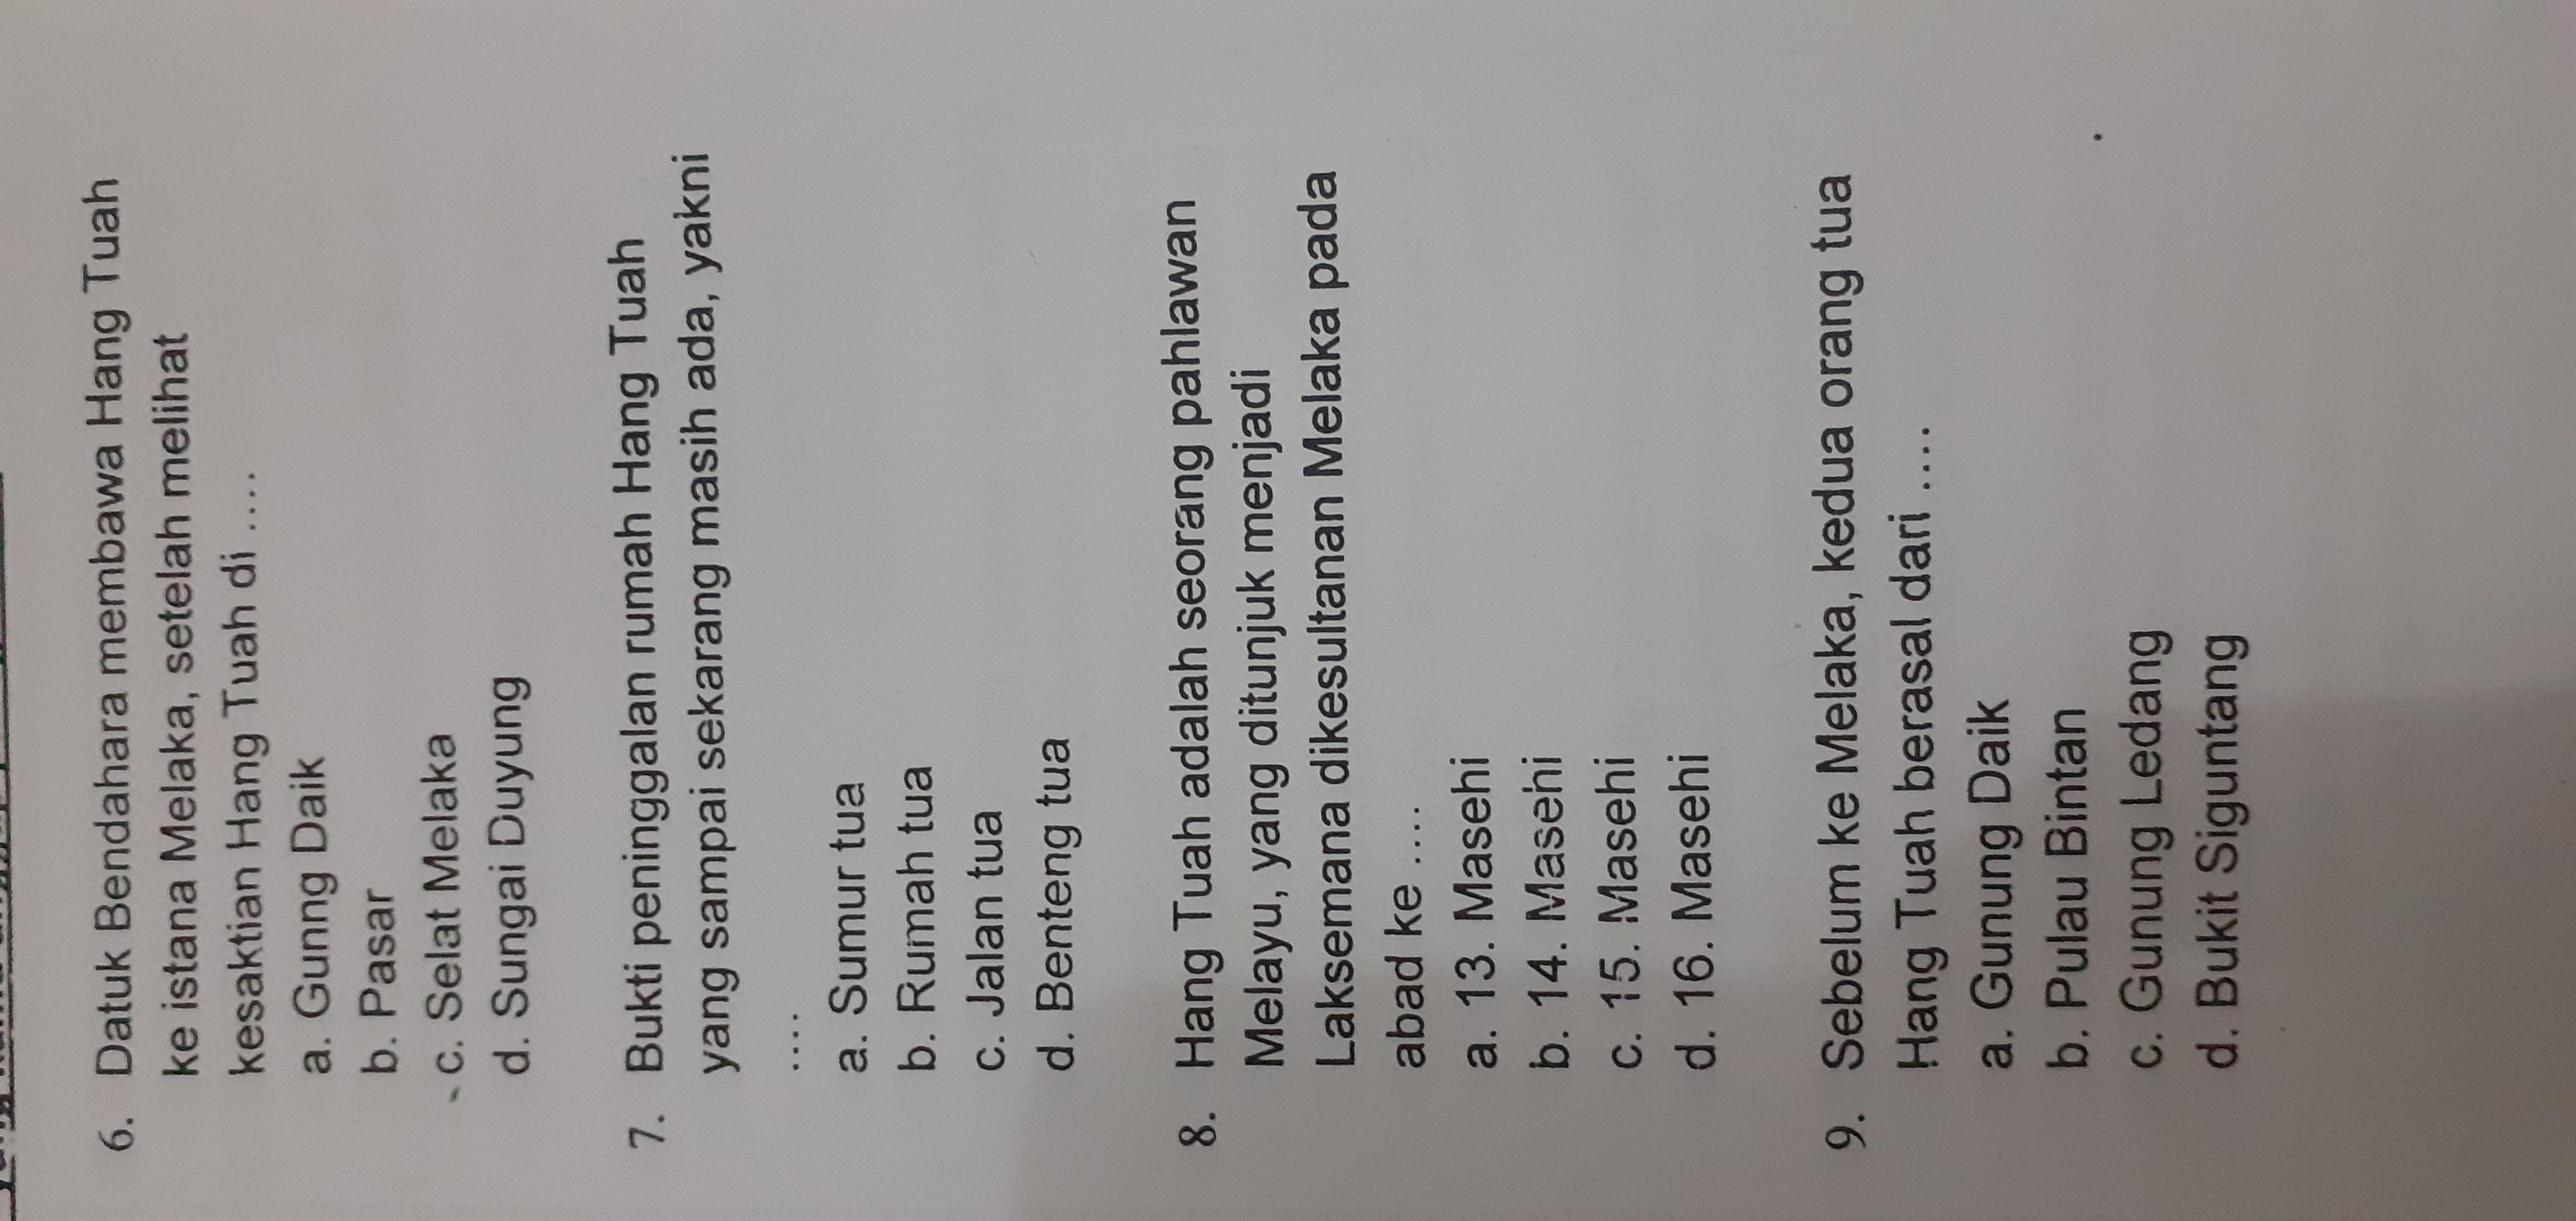 6. Datuk Bendahara membawa Hang Tuah
ke istana Melaka, setelah melihat
kesaktian Hang Tuah di ....
a. Gunng Daik
b. Pasar
c. Selat Melaka
d. Sungai Duyung
7. Bukti peninggalan rumah Hang Tuah
yang sampai sekarang masih ada, yakni
....
a. Sumur tua
b. Rumah tua
c. Jalan tua
d. Benteng tua
8. Hang Tuah adalah seorang pahlawan
Melayu, yang ditunjuk menjadi
Laksemana dikesultanan Melaka pada
abad ke ....
a. 13. Masehi
b. 14. Masehi
c. 15. Masehi
d. 16. Masehi
9. Sebelum ke Melaka, kedua orang tua
Hang Tuah berasal dari ....
a. Gunung Daik
b. Pulau Bintan
c. Gunung Ledang
d. Bukit Siguntang